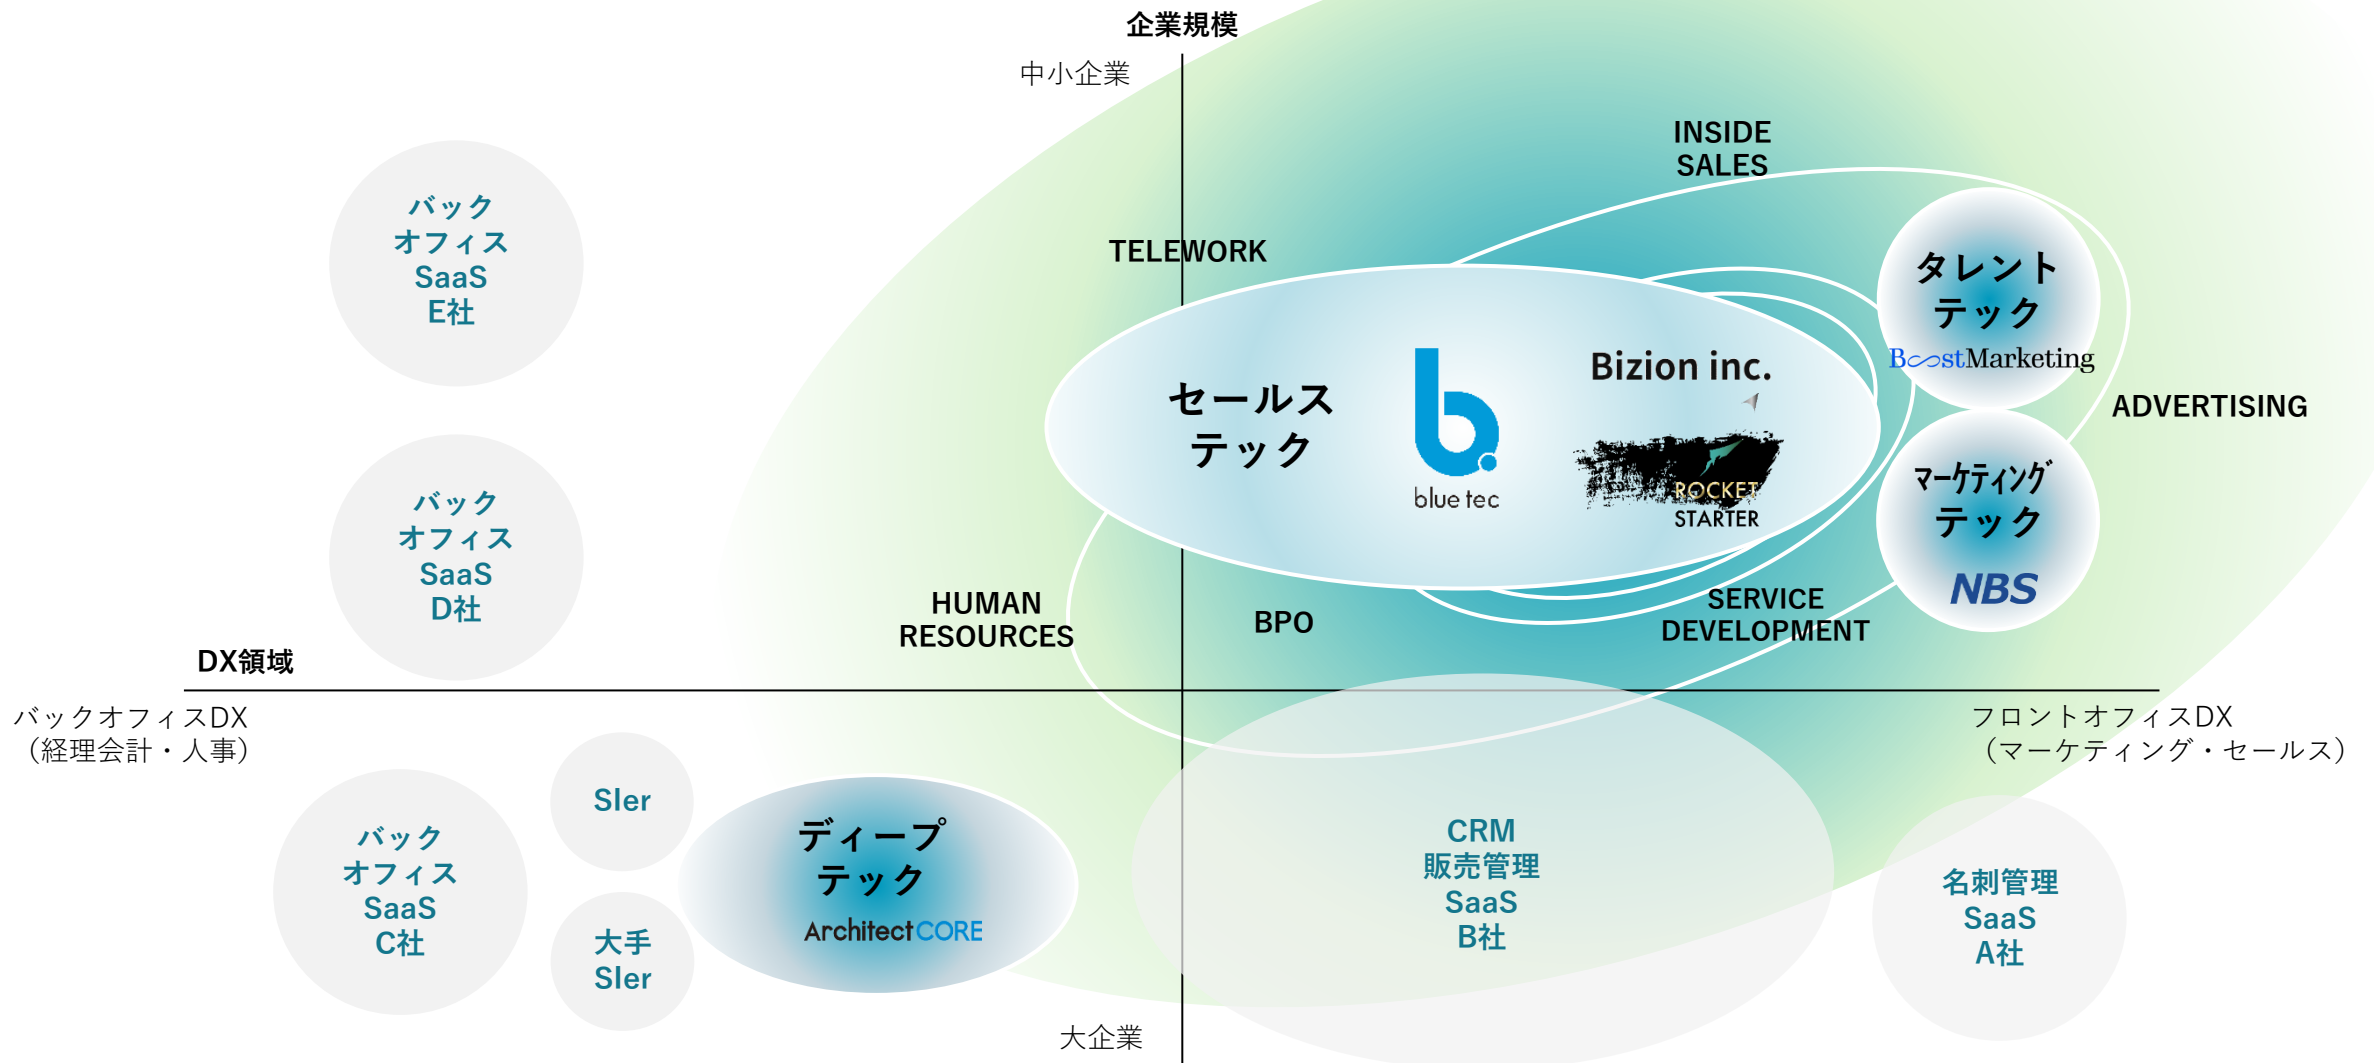 企業規模
中小企業
INSIDE
SALES
TELEWORK
バック
オフィス
SaaS
E社
タレント
テック
BoostMarketing
セールス
テック
blue tec
Bizion inc.
ROCKET
STARTER
ADVERTISING
マーケティング
テック
NBS
バック
オフィス
SaaS
D社
HUMAN
RESOURCES
BPO
SERVICE
DEVELOPMENT
DX領域
バックオフィスDX
（経理会計・人事）
フロントオフィスDX
（マーケティング・セールス）
バック
オフィス
SaaS
C社
SIer
大手
SIer
ディープ
テック
ArchitectCORE
CRM
販売管理
SaaS
B社
名刺管理
SaaS
A社
大企業